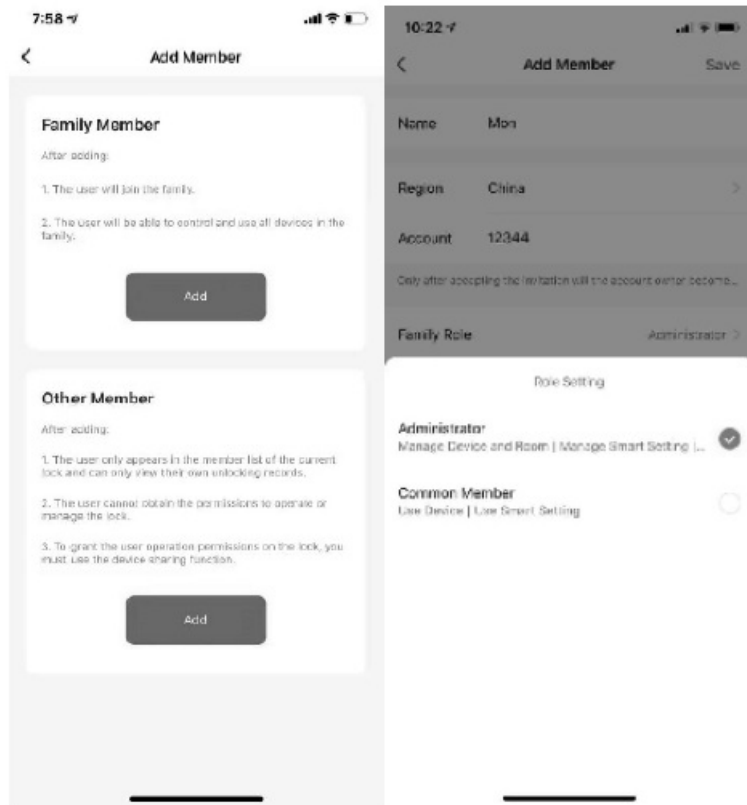 7:58
Add Member
Family Member
After adding:
1. The user will join the family.
2. The user will be able to control and use all devices in the
family.
Add
Other Member
After adding:
1. The user only appears in the member list of the current
lock and can only view their own unlocking records.
2. The user cannot obtain the permissions to operate or
manage the lock.
3. To grant the user operation permissions on the lock, you
must use the device sharing function.
Add
10:22
Add Member Save
Name Mon
Region China
Account 12344
Only after accepting the invitation will the account owner become...
Family Role Administrator
Role Setting
Administrator
Manage Device and Room | Manage Smart Setting |...
Common Member
Use Device | Use Smart Setting